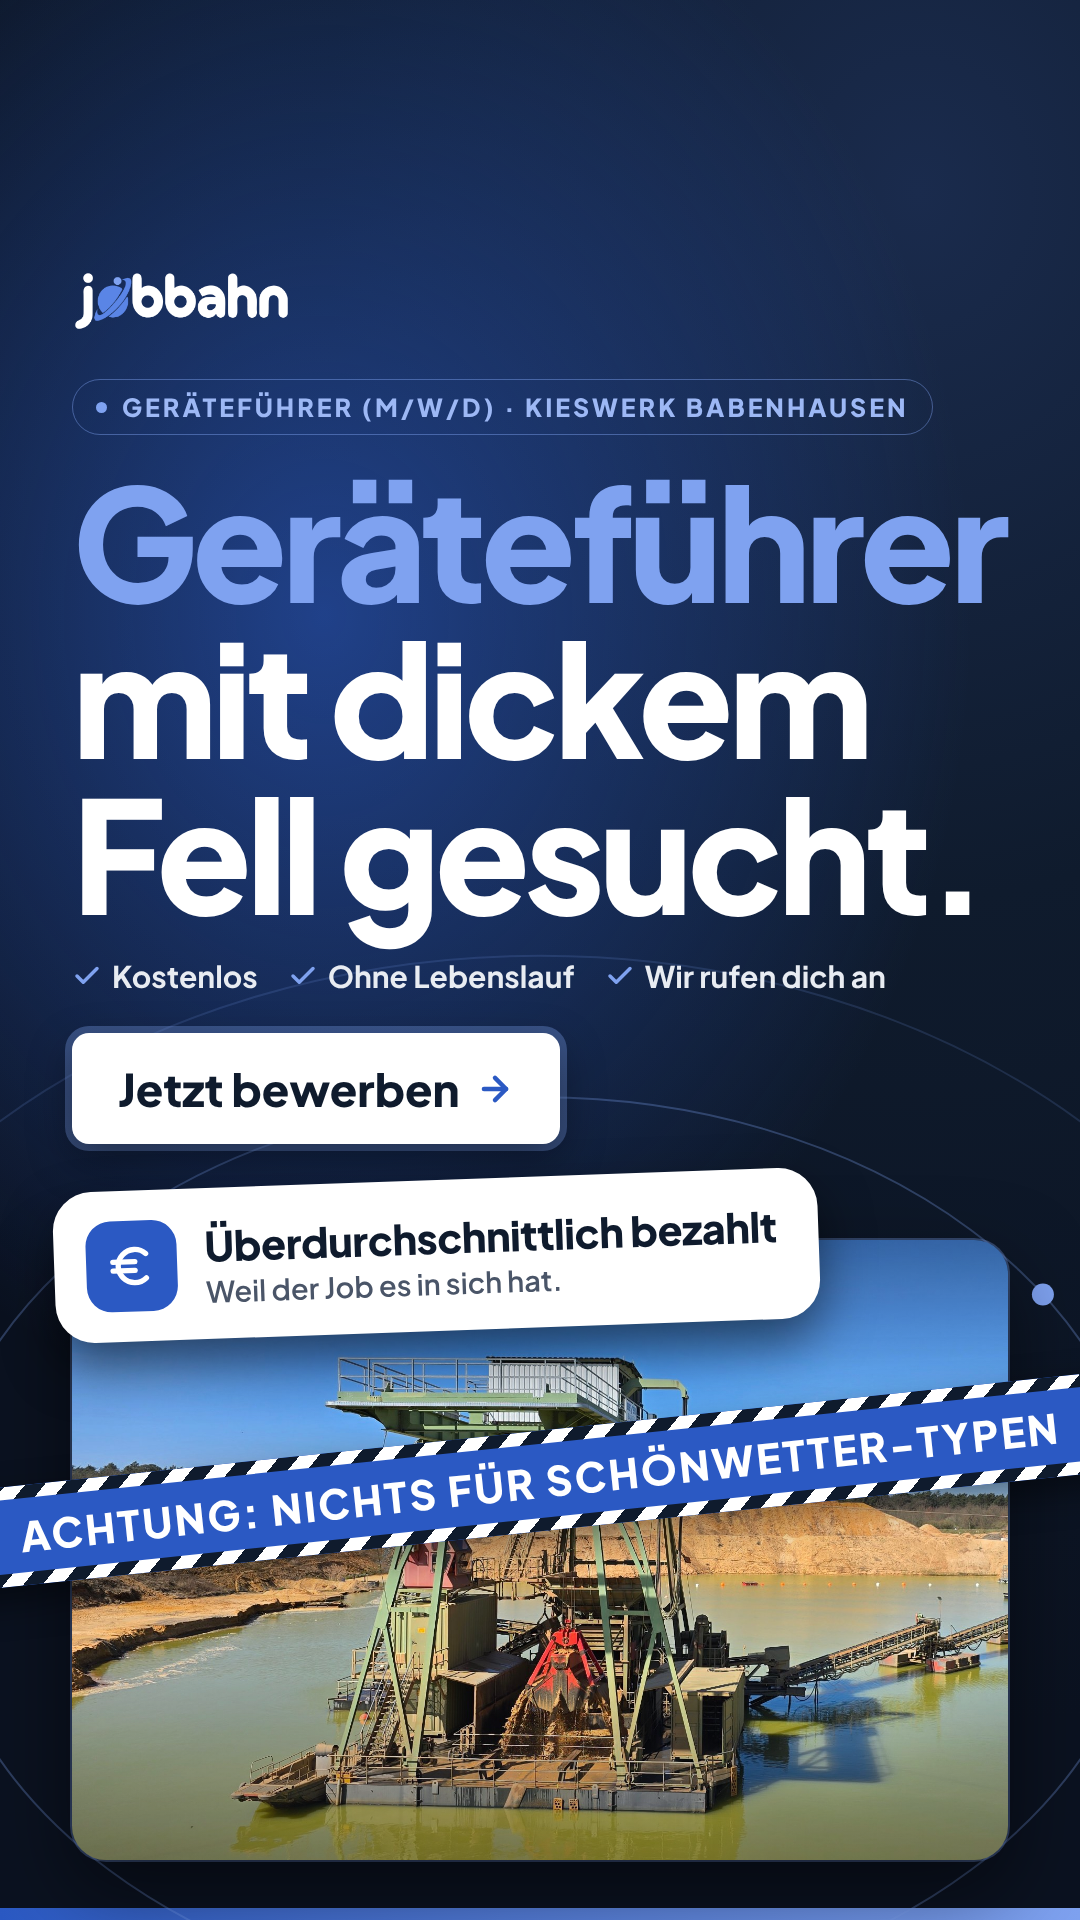 jobbahn
GERÄTEFÜHRER (M/W/D) · KIESWERK BABENHAUSEN
Geräteführer
mit dickem
Fell gesucht.
Kostenlos Ohne Lebenslauf Wir rufen dich an
Jetzt bewerben →
€ Überdurchschnittlich bezahlt
Weil der Job es in sich hat.
ACHTUNG: NICHTS FÜR SCHÖNWETTER-TYPEN